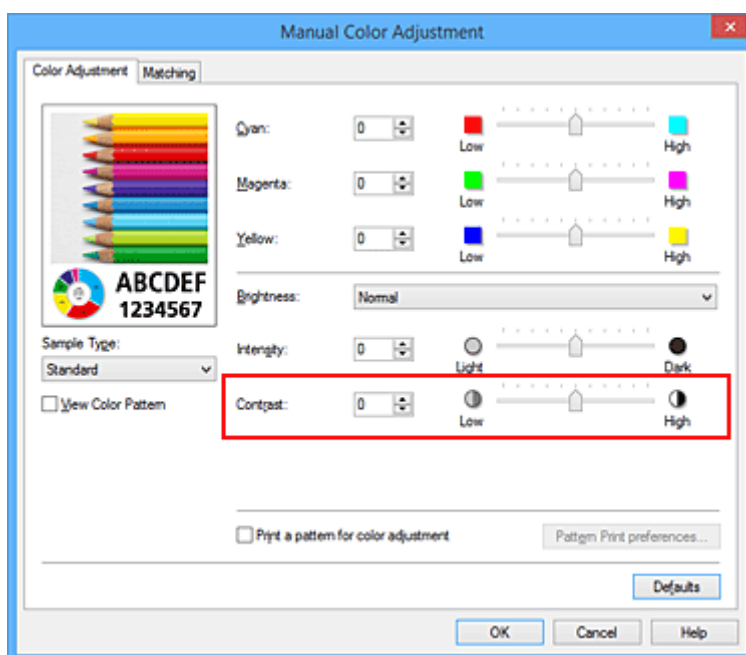 Manual Color Adjustment
Color Adjustment Matching
ABCDEF
1234567
Sample Type:
Standard
View Color Pattern
Cyan: 0 Low High
Magenta: 0 Low High
Yellow: 0 Low High
Brightness: Normal
Intensity: 0 Light Dark
Contrast: 0 Low High
Print a pattern for color adjustment Pattern Print preferences...
Defaults
OK Cancel Help